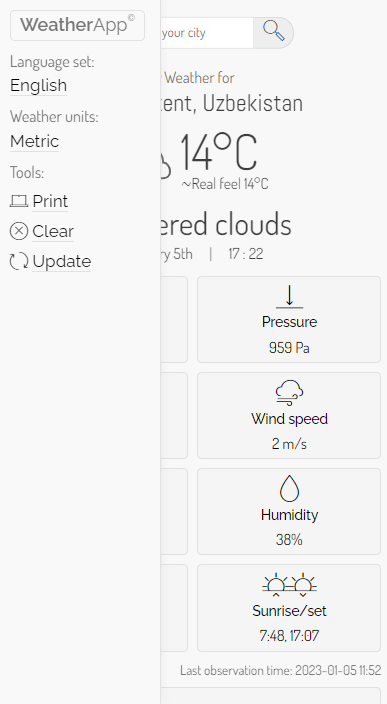 WeatherApp©
Language set:
English
Weather units:
Metric
Tools:
Print
Clear
Update
your city
Weather for
ent, Uzbekistan
14°C
~Real feel 14°C
ered clouds
ry 5th | 17 : 22
Pressure
959 Pa
Wind speed
2 m/s
Humidity
38%
Sunrise/set
7:48, 17:07
Last observation time: 2023-01-05 11:52